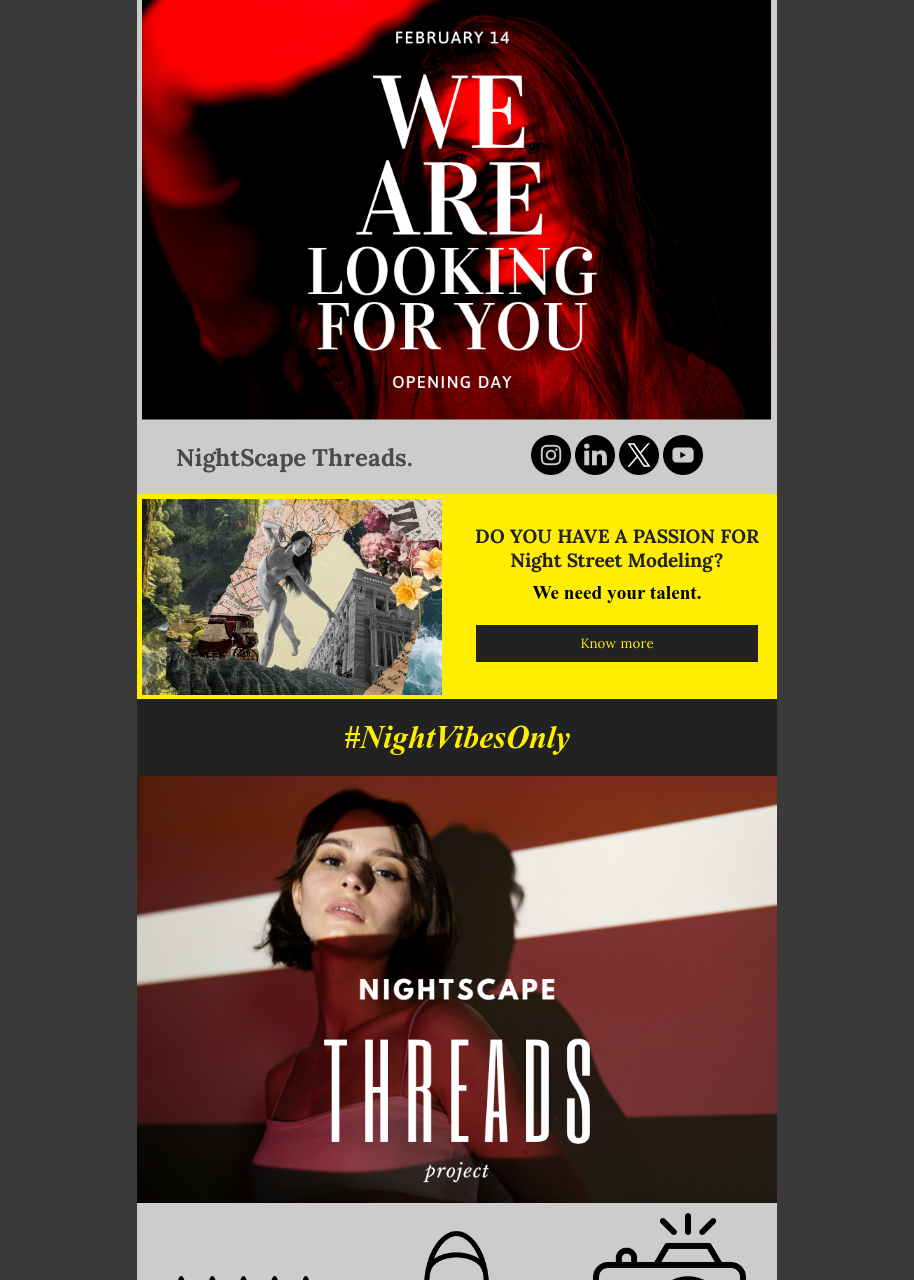 FEBRUARY 14
WE
ARE
LOOKING
FOR YOU
OPENING DAY
NightScape Threads.
DO YOU HAVE A PASSION FOR
Night Street Modeling?
We need your talent.
Know more
#NightVibesOnly
NIGHTSCAPE
THREADS
project